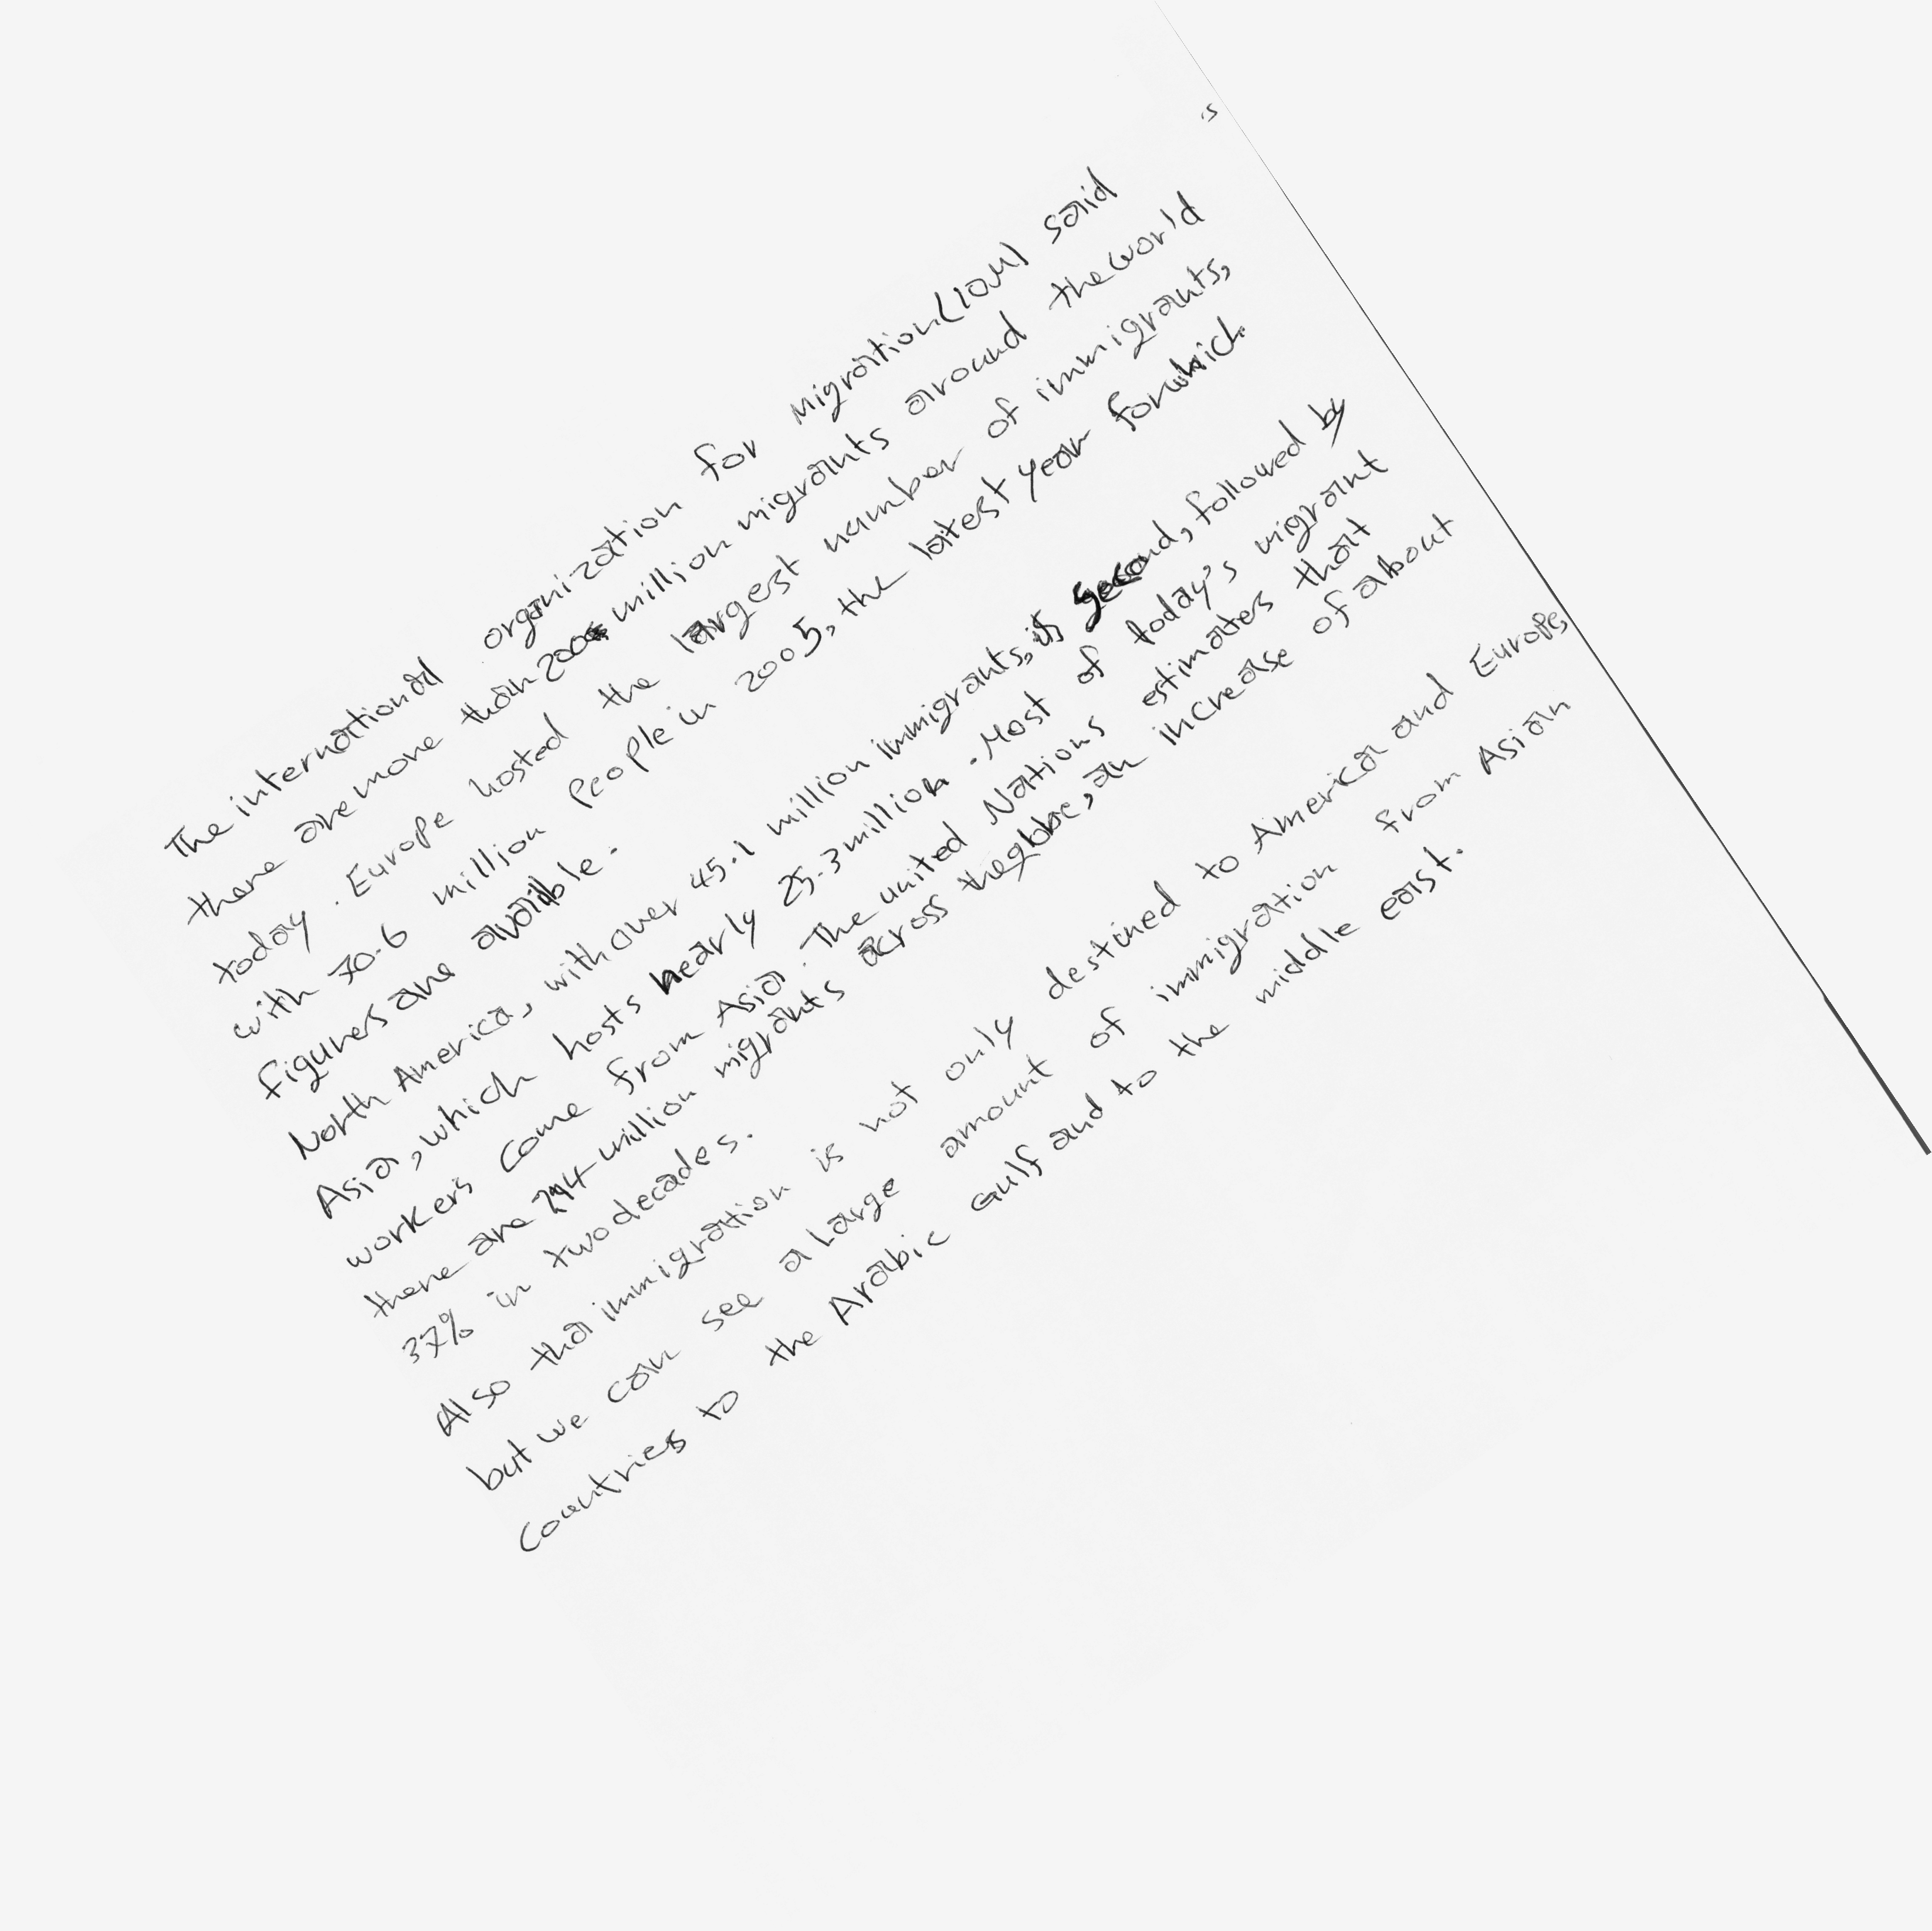 The international organization for Migration(IOM) said
there are more than 200 million migrants around the world
today. Europe hosted the largest number of immigrants,
with 70.6 million people in 2005, the latest year for which
figures are availble.
North America, with over 45.1 million immigrants, is second, followed by
Asia, which hosts nearly 25.3 million. Most of today's migrant
workers come from Asia. The united Nations estimates that
there are 214 million migrants across the globe, an increase of about
37% in two decades.
Also tha immigration is not only destined to America and Europe,
but we can see a large amount of immigration from Asian
countries to the Arabic Gulf and to the middle east.